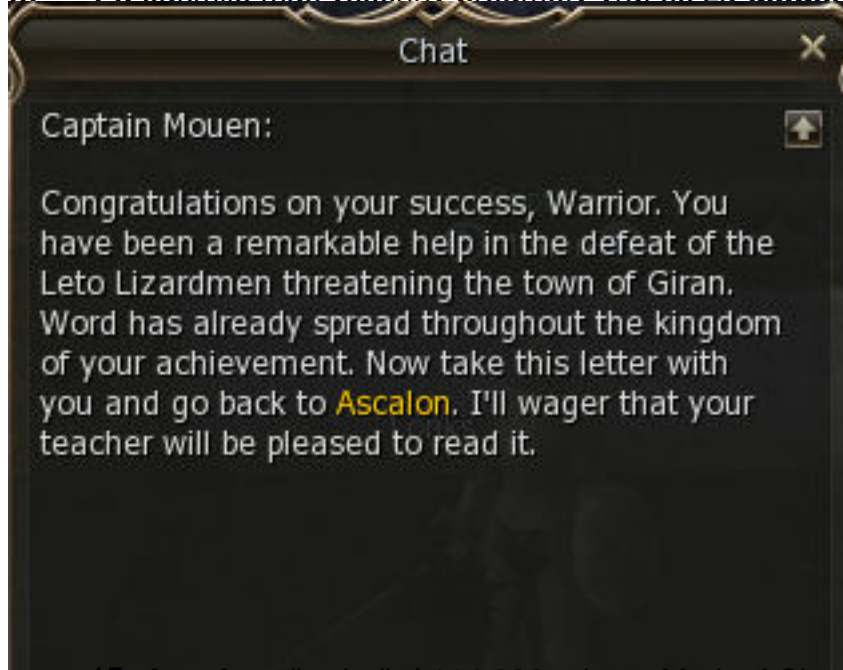 Chat
Captain Mouen:
Congratulations on your success, Warrior. You
have been a remarkable help in the defeat of the
Leto Lizardmen threatening the town of Giran.
Word has already spread throughout the kingdom
of your achievement. Now take this letter with
you and go back to Ascalon. I'll wager that your
teacher will be pleased to read it.